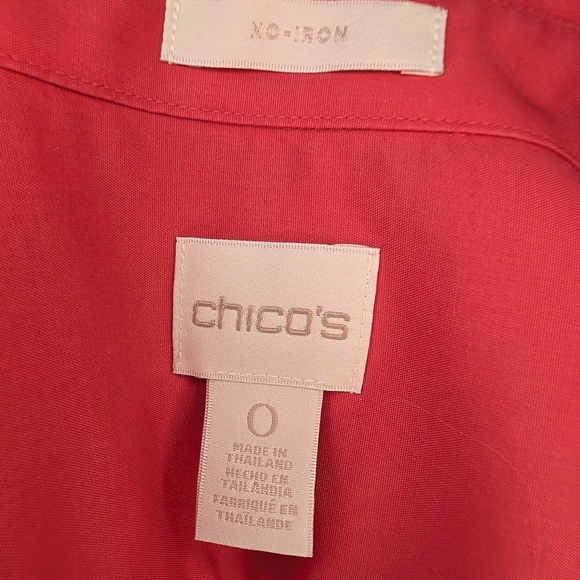 NO-IRON
chico's
0
MADE IN
THAILAND
HECHO EN
TAILANDIA
FABRIQUÉ EN
THAÏLANDE